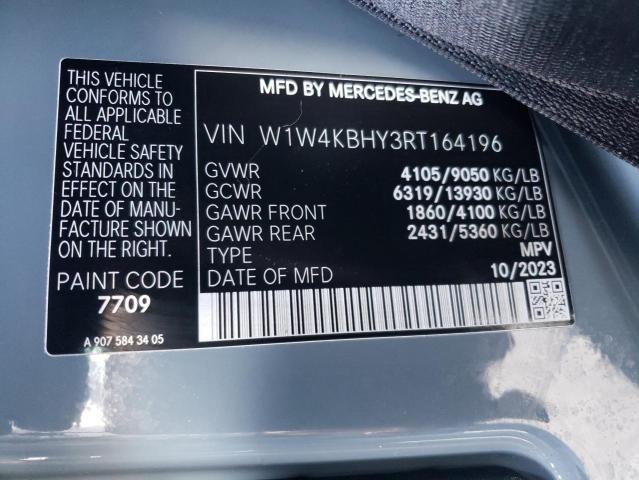 THIS VEHICLE
CONFORMS TO
ALL APPLICABLE
FEDERAL MOTOR
VEHICLE SAFETY
STANDARDS IN
EFFECT ON THE
DATE OF MANU-
FACTURE SHOWN
ON THE RIGHT.
PAINT CODE
7709
A 907 584 34 05
MFD BY MERCEDES-BENZ AG
VIN W1W4KBHY3RT164196
GVWR 4105/9050 KG/LB
GCWR 6319/13930 KG/LB
GAWR FRONT 1860/4100 KG/LB
GAWR REAR 2431/5360 KG/LB
TYPE MPV
DATE OF MFD 10/2023